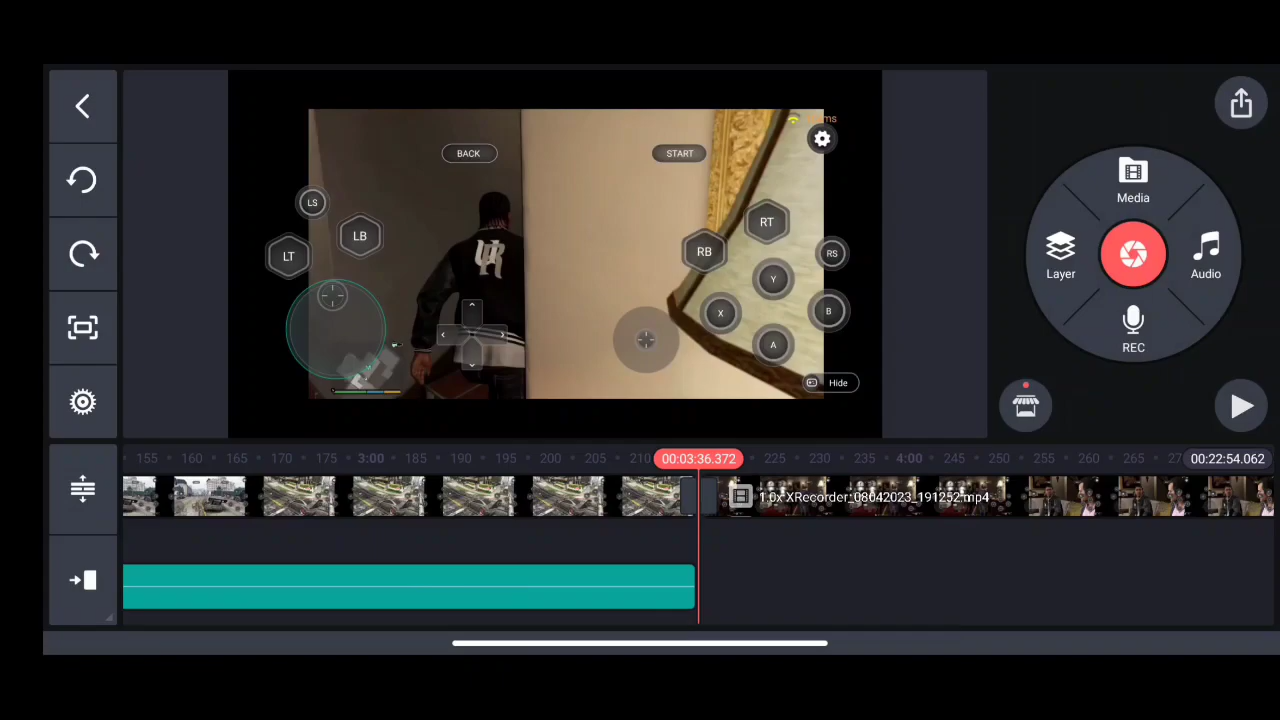 ms
BACK
START
LS
LB
LT
RT
RB
RS
Y
X
B
A
Hide
Media
Layer
Audio
REC
155 160 165 170 175 3:00 185 190 195 200 205 210 00:03:36.372 225 230 235 4:00 245 250 255 260 265 27 00:22:54.062
1.0x XRecorder_08042023_191252.mp4